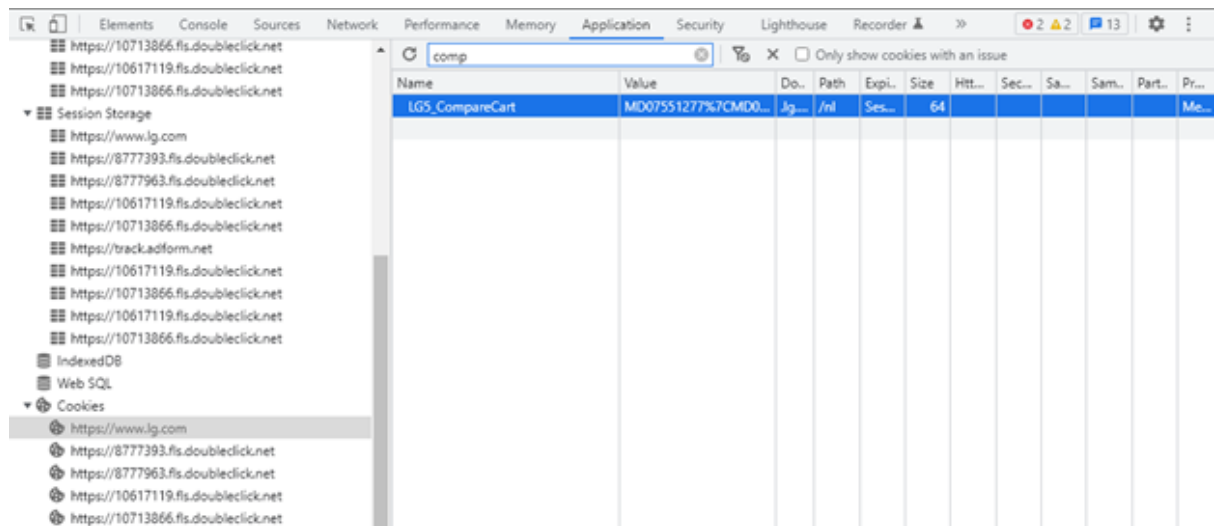 Elements Console Sources Network Performance Memory Application Security Lighthouse Recorder » 2 2 13
https://10713866.fls.doubleclick.net
https://10617119.fls.doubleclick.net
https://10713866.fls.doubleclick.net
Session Storage
https://www.lg.com
https://8777393.fls.doubleclick.net
https://8777963.fls.doubleclick.net
https://10617119.fls.doubleclick.net
https://10713866.fls.doubleclick.net
https://track.adform.net
https://10617119.fls.doubleclick.net
https://10713866.fls.doubleclick.net
https://10617119.fls.doubleclick.net
https://10713866.fls.doubleclick.net
IndexedDB
Web SQL
Cookies
https://www.lg.com
https://8777393.fls.doubleclick.net
https://8777963.fls.doubleclick.net
https://10617119.fls.doubleclick.net
https://10713866.fls.doubleclick.net
comp Only show cookies with an issue
Name Value Do... Path Expi... Size Htt... Sec... Sa... Sam... Part... Pr...
LG5_CompareCart MD07551277%7CMD0... .lg.... /nl Ses... 64 Me...